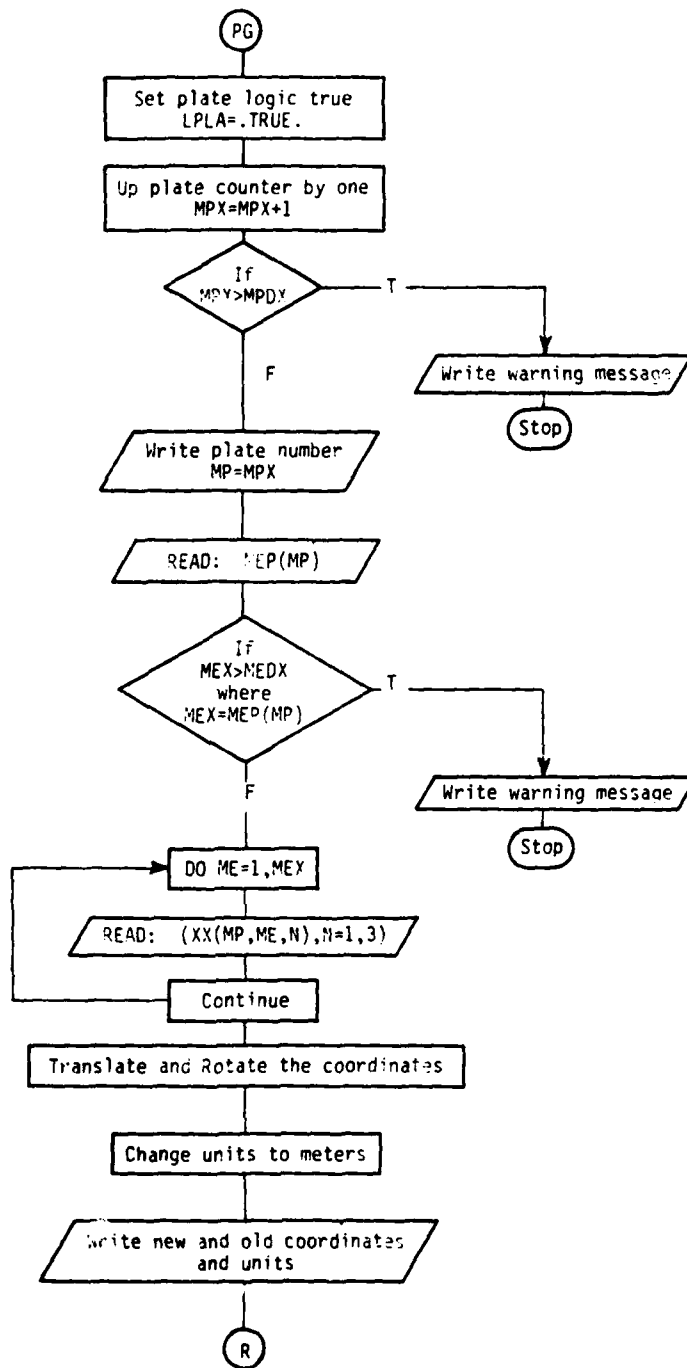 PG
Set plate logic true
LPLA=.TRUE.
Up plate counter by one
MPX=MPX+1
If
MPX>MPDX
T
F
Write warning message
Stop
Write plate number
MP=MPX
READ: MEP(MP)
If
MEX>MEDX
where
MEX=MEP(MP)
T
F
Write warning message
Stop
DO ME=1,MEX
READ: (XX(MP,ME,N),N=1,3)
Continue
Translate and Rotate the coordinates
Change units to meters
Write new and old coordinates
and units
R